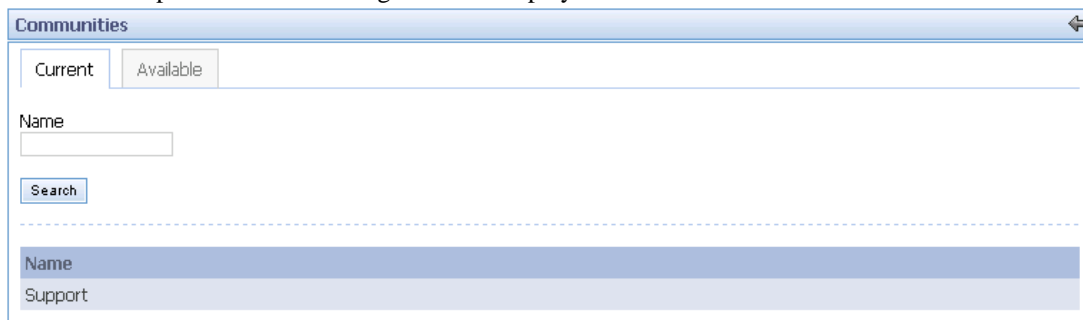 Communities
Current Available
Name
Search
Name
Support